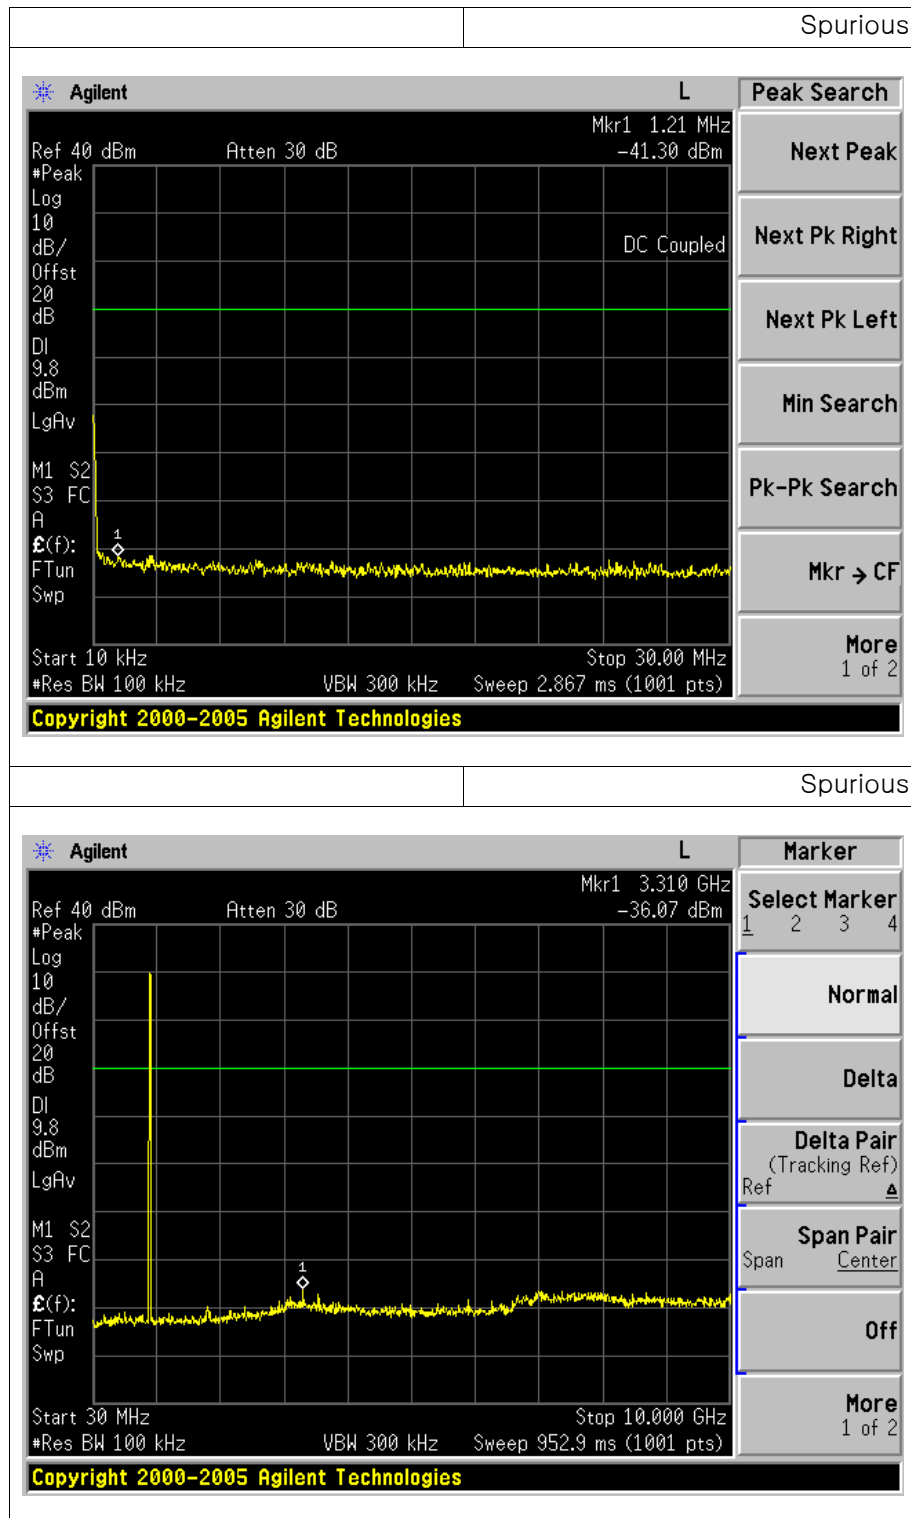 Spurious
Agilent L Peak Search
Mkr1 1.21 MHz
Ref 40 dBm Atten 30 dB -41.30 dBm
#Peak
Log
10
dB/
Offst
20
dB
DI
9.8
dBm
LgAv
M1 S2
S3 FC
A
£(f):
FTun
Swp
DC Coupled
1
Start 10 kHz Stop 30.00 MHz
#Res BW 100 kHz VBW 300 kHz Sweep 2.867 ms (1001 pts)
Next Peak
Next Pk Right
Next Pk Left
Min Search
Pk-Pk Search
Mkr → CF
More
1 of 2
Copyright 2000-2005 Agilent Technologies
Spurious
Agilent L Marker
Mkr1 3.310 GHz
Ref 40 dBm Atten 30 dB -36.07 dBm
#Peak
Log
10
dB/
Offst
20
dB
DI
9.8
dBm
LgAv
M1 S2
S3 FC
A
£(f):
FTun
Swp
1
Start 30 MHz Stop 10.000 GHz
#Res BW 100 kHz VBW 300 kHz Sweep 952.9 ms (1001 pts)
Select Marker
1 2 3 4
Normal
Delta
Delta Pair
(Tracking Ref)
Ref Δ
Span Pair
Span Center
Off
More
1 of 2
Copyright 2000-2005 Agilent Technologies